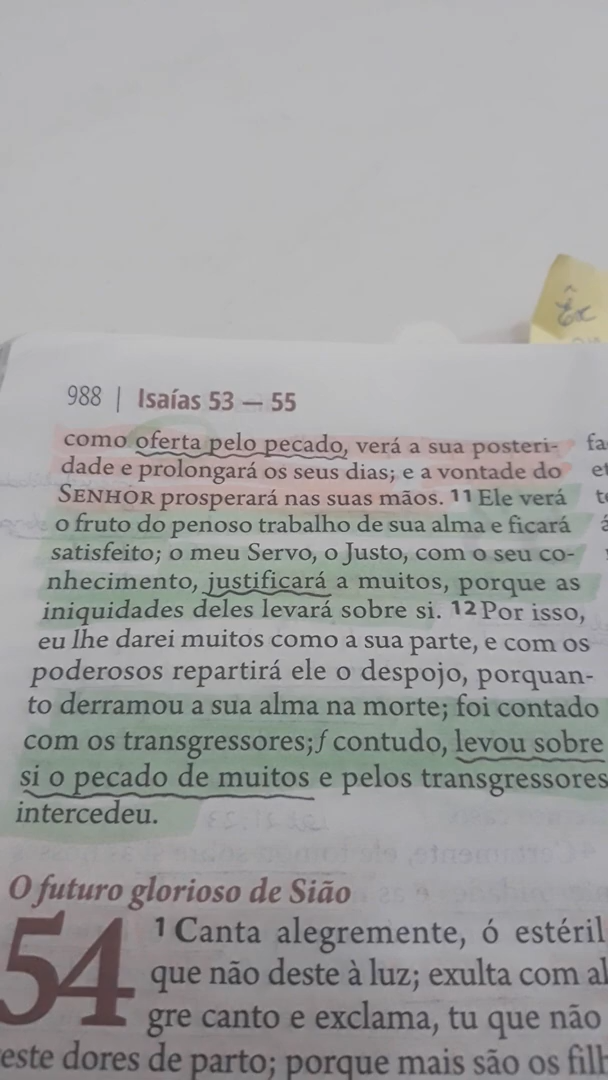 Êx
988 | Isaías 53 — 55
como oferta pelo pecado, verá a sua posteri-
dade e prolongará os seus dias; e a vontade do
SENHOR prosperará nas suas mãos. 11 Ele verá
o fruto do penoso trabalho de sua alma e ficará
satisfeito; o meu Servo, o Justo, com o seu co-
nhecimento, justificará a muitos, porque as
iniquidades deles levará sobre si. 12 Por isso,
eu lhe darei muitos como a sua parte, e com os
poderosos repartirá ele o despojo, porquan-
to derramou a sua alma na morte; foi contado
com os transgressores;f contudo, levou sobre
si o pecado de muitos e pelos transgressores
intercedeu.
O futuro glorioso de Sião
54 1 Canta alegremente, ó estéril
que não deste à luz; exulta com al
gre canto e exclama, tu que não
este dores de parto; porque mais são os filh
fa
et